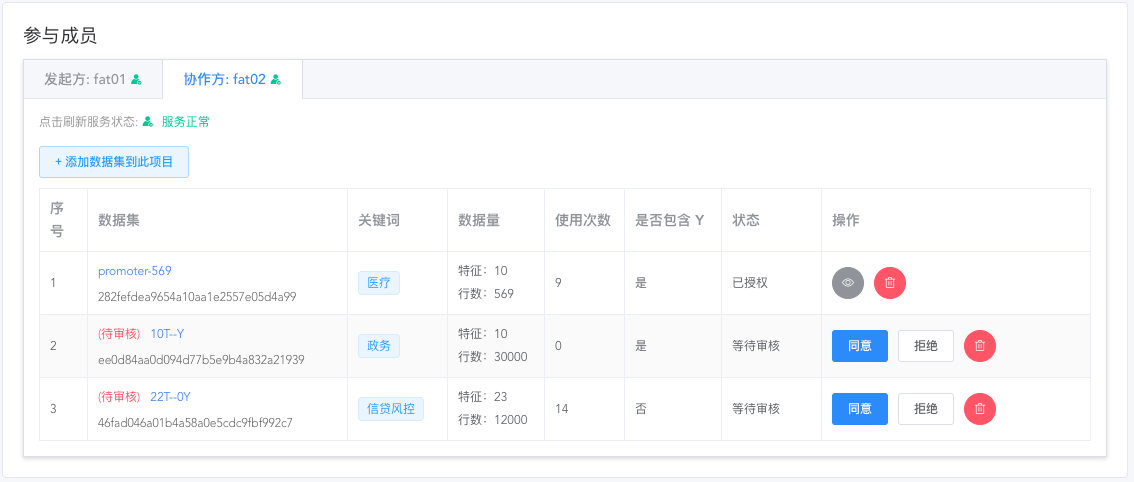 参与成员
发起方: fat01
协作方: fat02
点击刷新服务状态: 服务正常
+ 添加数据集到此项目
序号 数据集 关键词 数据量 使用次数 是否包含 Y 状态 操作
1 promoter-569 282fefdea9654a10aa1e2557e05d4a99 医疗 特征：10 行数：569 9 是 已授权
2 (待审核) 10T--Y ee0d84aa0d094d77b5e9b4a832a21939 政务 特征：10 行数：30000 0 是 等待审核 同意 拒绝
3 (待审核) 22T--0Y 46fad046a01b4a58a0e5cdc9fbf992c7 信贷风控 特征：23 行数：12000 14 否 等待审核 同意 拒绝